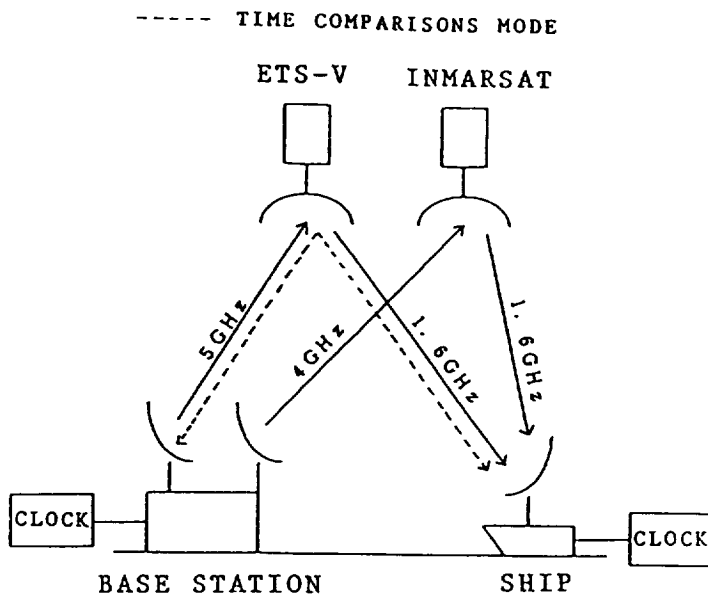 TIME COMPARISONS MODE
ETS-V
INMARSAT
5GHz
4GHz
1. 6GHz
1. 6GHz
CLOCK
CLOCK
BASE STATION
SHIP